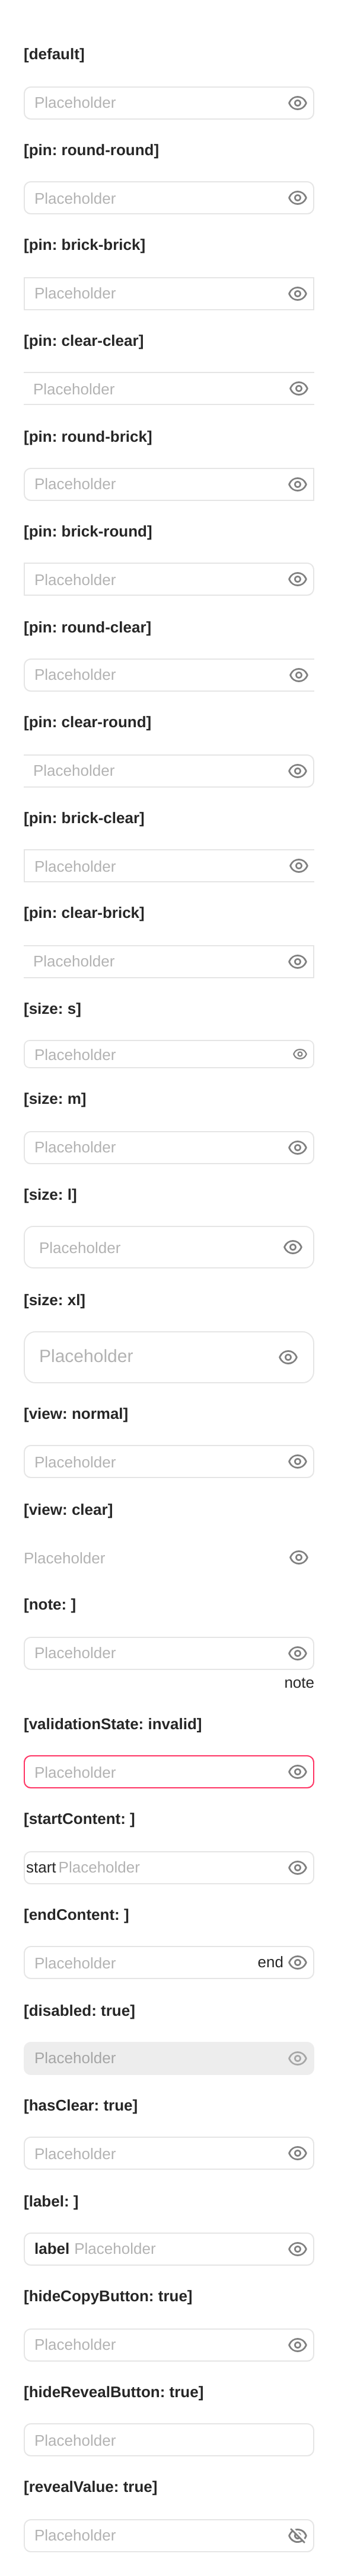 [default]
Placeholder
[pin: round-round]
Placeholder
[pin: brick-brick]
Placeholder
[pin: clear-clear]
Placeholder
[pin: round-brick]
Placeholder
[pin: brick-round]
Placeholder
[pin: round-clear]
Placeholder
[pin: clear-round]
Placeholder
[pin: brick-clear]
Placeholder
[pin: clear-brick]
Placeholder
[size: s]
Placeholder
[size: m]
Placeholder
[size: l]
Placeholder
[size: xl]
Placeholder
[view: normal]
Placeholder
[view: clear]
Placeholder
[note: ]
Placeholder
note
[validationState: invalid]
Placeholder
[startContent: ]
start Placeholder
[endContent: ]
Placeholder end
[disabled: true]
Placeholder
[hasClear: true]
Placeholder
[label: ]
label Placeholder
[hideCopyButton: true]
Placeholder
[hideRevealButton: true]
Placeholder
[revealValue: true]
Placeholder